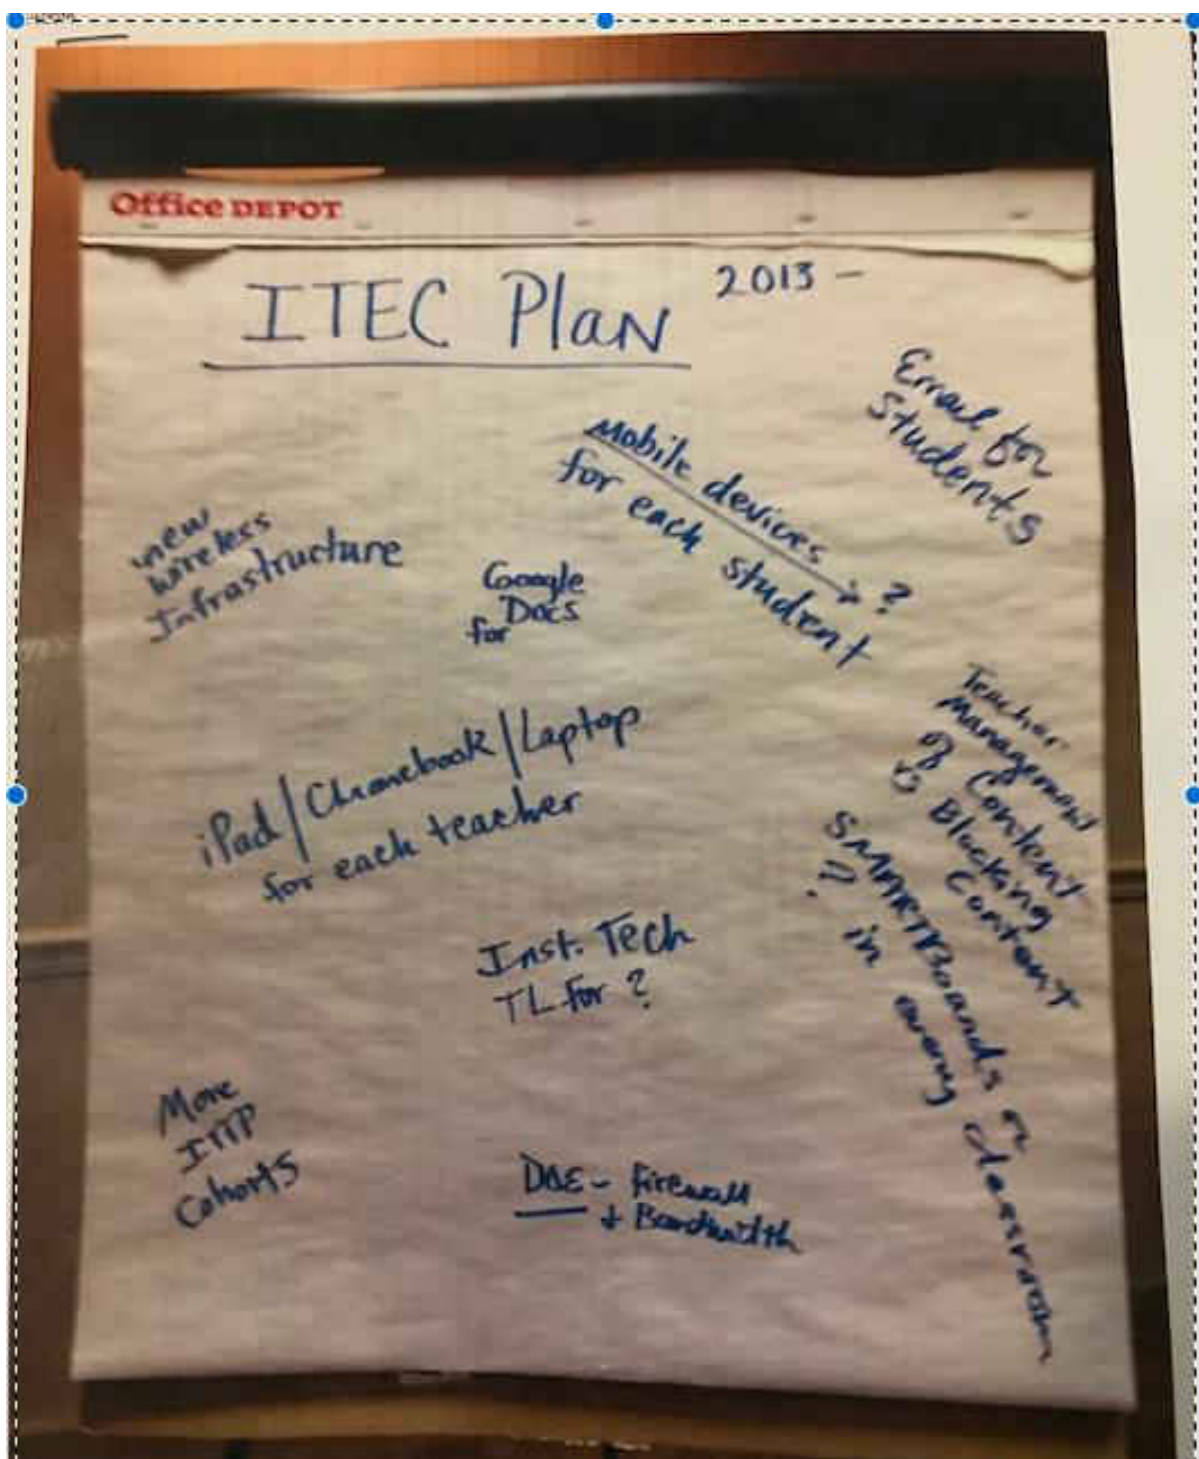 Office DEPOT
ITEC Plan
2013 -
Email for
Students
Mobile devices
for each student ?
new
wireless
Infrastructure
Google
Docs
for
iPad/Chromebook/Laptop
for each teacher
Teacher
Management
of Content
Blocking
Content
SMARTBoards
?? in every classroom
Inst. Tech
TL for ?
More
Cohorts
DOE - Firewall
+ Bandwidth